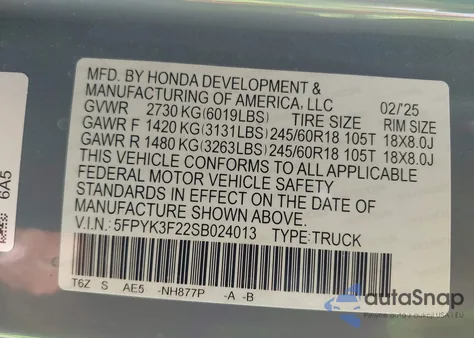 MFD. BY HONDA DEVELOPMENT &
MANUFACTURING OF AMERICA, LLC 02/'25
GVWR 2730 KG(6019LBS) TIRE SIZE RIM SIZE
GAWR F 1420 KG(3131LBS) 245/60R18 105T 18X8.0J
GAWR R 1480 KG(3263LBS) 245/60R18 105T 18X8.0J
THIS VEHICLE CONFORMS TO ALL APPLICABLE
FEDERAL MOTOR VEHICLE SAFETY
STANDARDS IN EFFECT ON THE DATE OF
MANUFACTURE SHOWN ABOVE.
V.I.N.: 5FPYK3F22SB024013 TYPE:TRUCK
T6Z S AE5 -NH877P -A -B
6A5
autoSnap